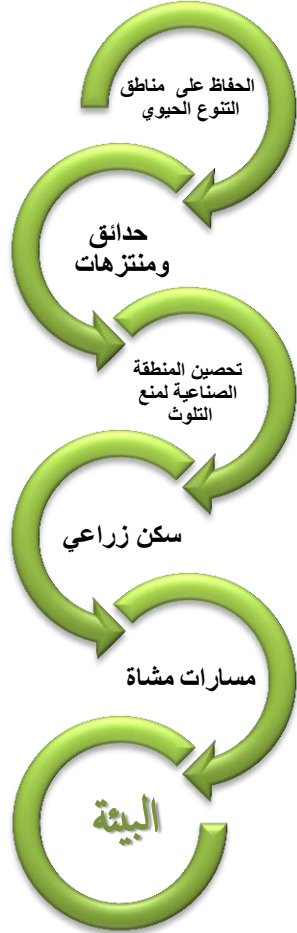 الحفاظ على مناطق
التنوع الحيوي
حدائق
ومنتزهات
تحصين المنطقة
الصناعية لمنع
التلوث
سكن زراعي
مسارات مشاة
البيئة